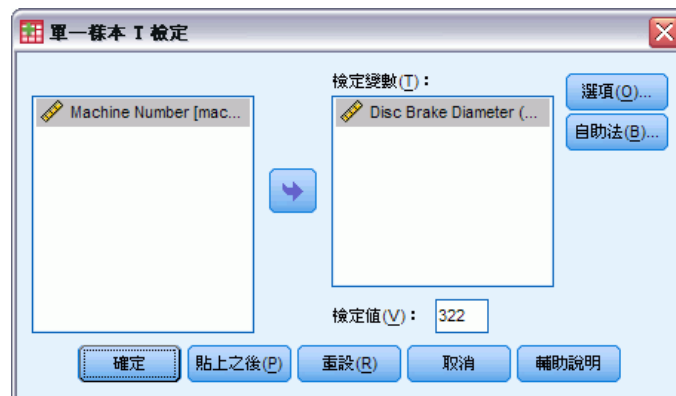 單一樣本 T 檢定
檢定變數(T)：
Machine Number [mac...
Disc Brake Diameter (...
選項(O)...
自助法(B)...
檢定值(V)： 322
確定 貼上之後(P) 重設(R) 取消 輔助說明